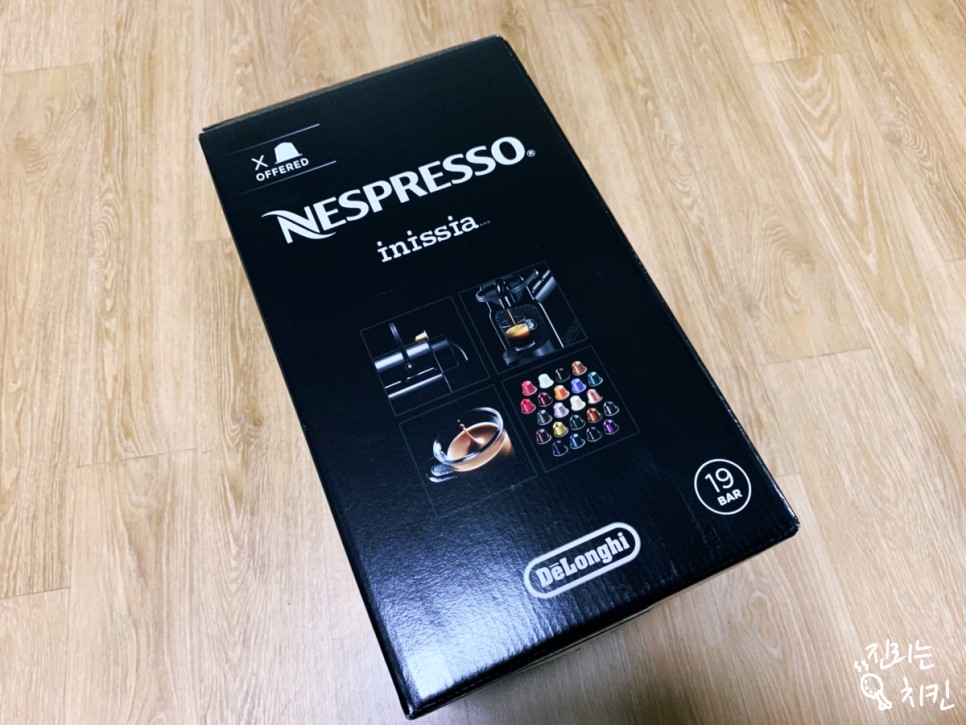 X
OFFERED
NESPRESSO®
inissia
19
BAR
DeLonghi
진리는
치킨